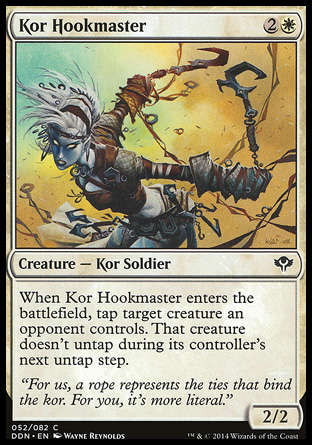 Kor Hookmaster 2
Creature — Kor Soldier
When Kor Hookmaster enters the
battlefield, tap target creature an
opponent controls. That creature
doesn't untap during its controller's
next untap step.
"For us, a rope represents the ties that bind
the kor. For you, it's more literal."
2/2
052/082 C
DDN • EN Wayne Reynolds
™ & © 2014 Wizards of the Coast